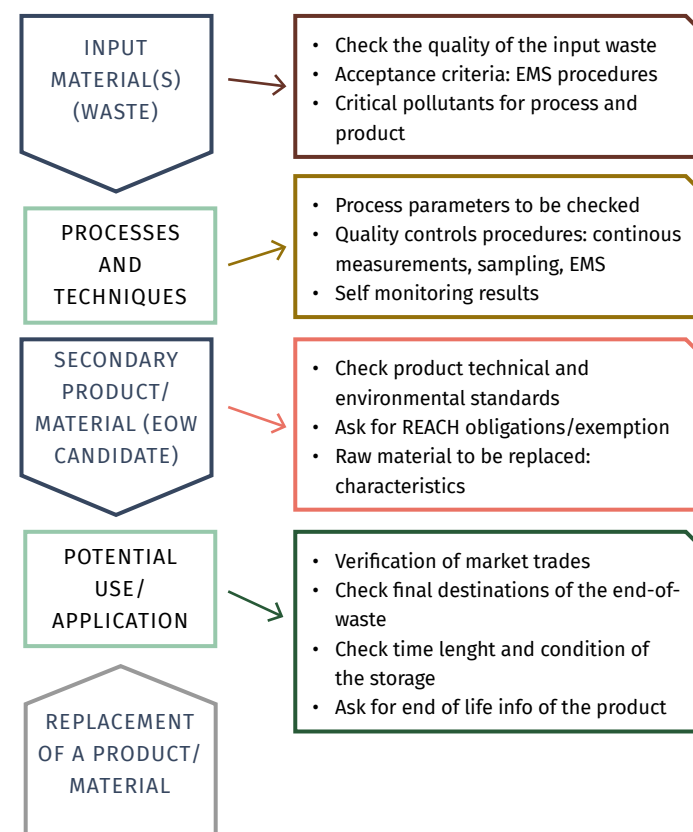 INPUT
MATERIAL(S)
(WASTE)
• Check the quality of the input waste
• Acceptance criteria: EMS procedures
• Critical pollutants for process and
product
PROCESSES
AND
TECHNIQUES
• Process parameters to be checked
• Quality controls procedures: continous
measurements, sampling, EMS
• Self monitoring results
SECONDARY
PRODUCT/
MATERIAL (EOW
CANDIDATE)
• Check product technical and
environmental standards
• Ask for REACH obligations/exemption
• Raw material to be replaced:
characteristics
POTENTIAL
USE/
APPLICATION
• Verification of market trades
• Check final destinations of the end-of-
waste
• Check time lenght and condition of
the storage
• Ask for end of life info of the product
REPLACEMENT
OF A PRODUCT/
MATERIAL